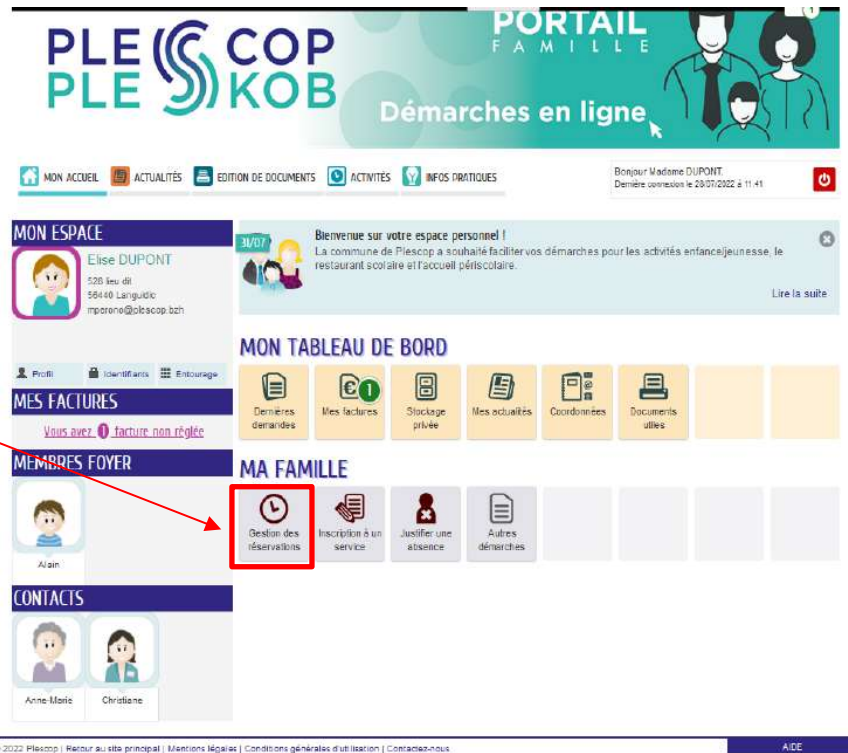 PLESCOP
PLESKOB
PORTAIL
FAMILLE
1
Démarches en ligne
MON ACCUEIL
ACTUALITÉS
EDITION DE DOCUMENTS
ACTIVITÉS
INFOS PRATIQUES
Bonjour Madame DUPONT.
Dernière connexion le 28/07/2022 à 11:41
MON ESPACE
Elise DUPONT
528 lieu dit
56440 Languidic
mperono@plescop.bzh
Profil
Identifiants
Entourage
31/07
Bienvenue sur votre espace personnel !
La commune de Plescop a souhaité faciliter vos démarches pour les activités enfance/jeunesse, le
restaurant scolaire et l'accueil périscolaire.
Lire la suite
MES FACTURES
Vous avez 1 facture non réglée
MEMBRES FOYER
Alain
CONTACTS
Anne-Marie
Christiane
MON TABLEAU DE BORD
Dernières
demandes
€ 1
Mes factures
Stockage
privée
Mes actualités
Coordonnées
Documents
utiles
MA FAMILLE
Gestion des
réservations
Inscription à un
service
Justifier une
absence
Autres
démarches
2022 Plescop | Retour au site principal | Mentions légales | Conditions générales d'utilisation | Contactez-nous
AIDE